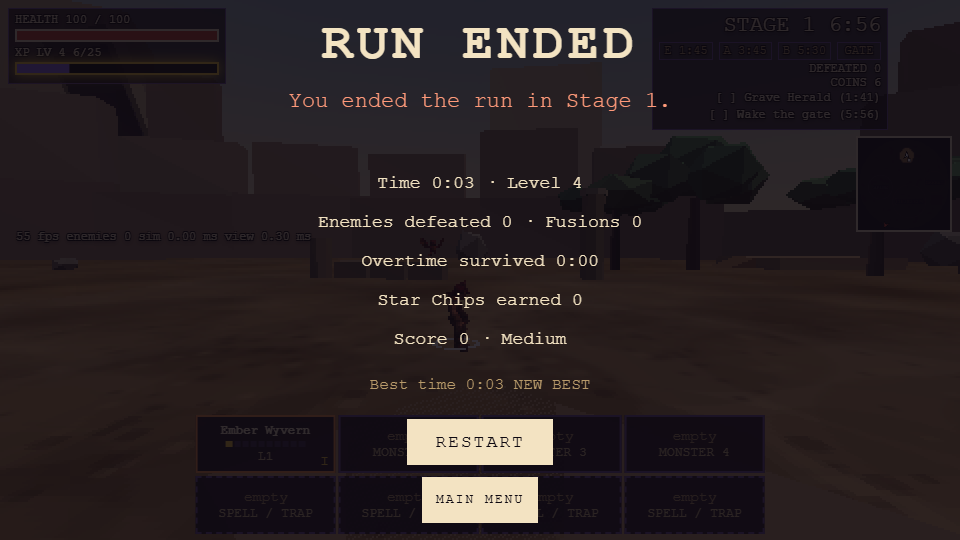 HEALTH 100 / 100
XP LV 4 6/25
RUN ENDED
You ended the run in Stage 1.
STAGE 1 6:56
E 1:45 A 3:45 B 5:30 GATE
DEFEATED 0
COINS 6
[ ] Grave Herald (1:41)
[ ] Wake the gate (5:56)
Time 0:03 · Level 4
Enemies defeated 0 · Fusions 0
55 fps enemies 0 sim 0.00 ms view 0.30 ms
Overtime survived 0:00
Star Chips earned 0
Score 0 · Medium
Best time 0:03 NEW BEST
Ember Wyvern
L1
I
RESTART
empty
MONSTER 4
MAIN MENU
empty
SPELL / TRAP
empty
SPELL / TRAP